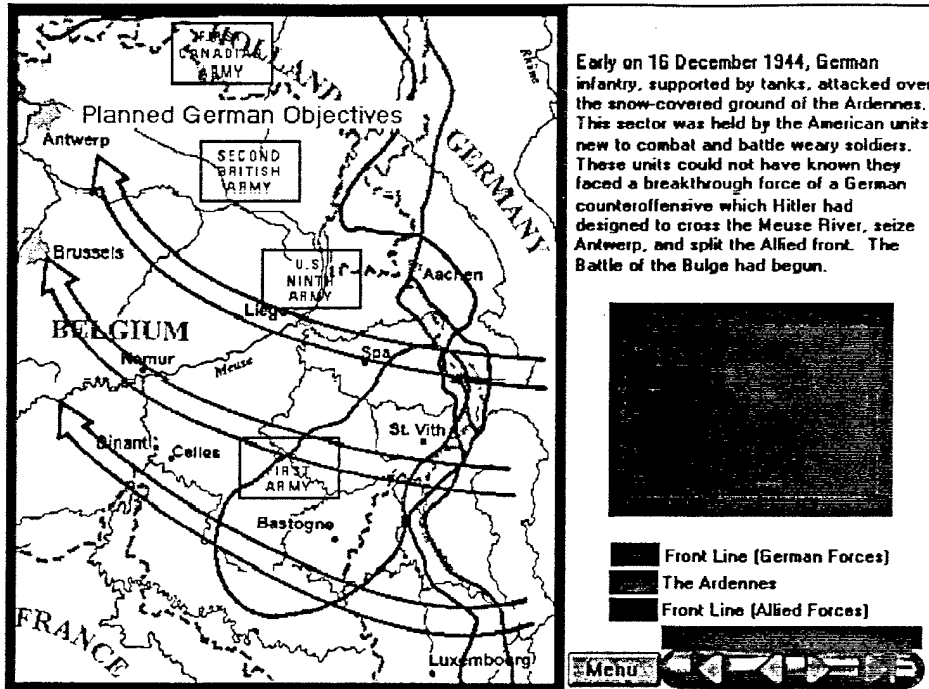 HOLLAND
FIRST
CANADIAN
ARMY
Planned German Objectives
Antwerp
SECOND
BRITISH
ARMY
GERMANY
Rhine
Brussels
U.S.
NINTH
ARMY
Aachen
Liege
BELGIUM
Namur
Meuse
Spa
St. Vith
Dinant
Celles
FIRST
ARMY
Bastogne
FRANCE
Luxembourg
Early on 16 December 1944, German
infantry, supported by tanks, attacked over
the snow-covered ground of the Ardennes.
This sector was held by the American units
new to combat and battle weary soldiers.
These units could not have known they
faced a breakthrough force of a German
counteroffensive which Hitler had
designed to cross the Meuse River, seize
Antwerp, and split the Allied front. The
Battle of the Bulge had begun.
Front Line (German Forces)
The Ardennes
Front Line (Allied Forces)
Menu